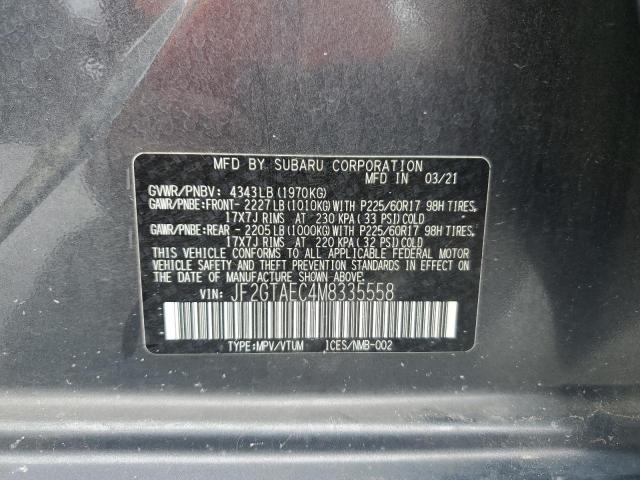 MFD BY SUBARU CORPORATION
MFD IN 03/21
GVWR/PNBV: 4343LB(1970KG)
GAWR/PNBE:FRONT- 2227LB(1010KG)WITH P225/60R17 98H TIRES,
17X7J RIMS AT 230 KPA(33 PSI)COLD
GAWR/PNBE:REAR - 2205LB(1000KG)WITH P225/60R17 98H TIRES,
17X7J RIMS AT 220 KPA(32 PSI)COLD
THIS VEHICLE CONFORMS TO ALL APPLICABLE FEDERAL MOTOR
VEHICLE SAFETY AND THEFT PREVENTION STANDARDS IN EFFECT ON
THE DATE OF MANUFACTURE SHOWN ABOVE.
VIN: JF2GTAEC4M8335558
TYPE:MPV/VTUM ICES/NMB-002